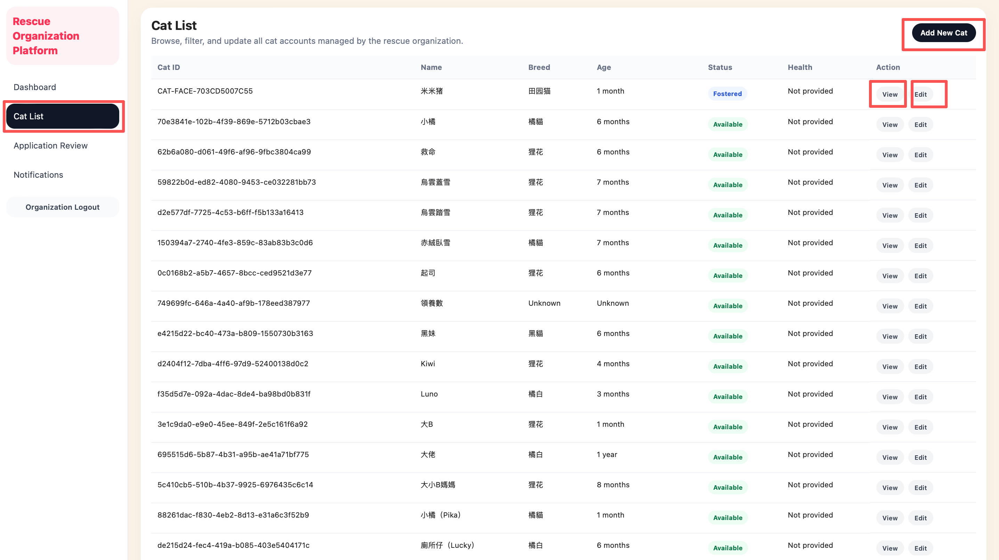 Rescue
Organization
Platform
Dashboard
Cat List
Application Review
Notifications
Organization Logout
Cat List
Browse, filter, and update all cat accounts managed by the rescue organization.
Add New Cat
Cat ID Name Breed Age Status Health Action
CAT-FACE-703CD5007C55 米米猪 田园猫 1 month Fostered Not provided View Edit
70e3841e-102b-4f39-869e-5712b03cbae3 小橘 橘貓 6 months Available Not provided View Edit
62b6a080-d061-49f6-af96-9fbc3804ca99 救命 狸花 6 months Available Not provided View Edit
59822b0d-ed82-4080-9453-ce032281bb73 烏雲蓋雪 狸花 7 months Available Not provided View Edit
d2e577df-7725-4c53-b6ff-f5b133a16413 烏雲踏雪 狸花 7 months Available Not provided View Edit
150394a7-2740-4fe3-859c-83ab83b3c0d6 赤絨臥雪 橘貓 7 months Available Not provided View Edit
0c0168b2-a5b7-4657-8bcc-ced9521d3e77 起司 狸花 6 months Available Not provided View Edit
749699fc-646a-4a40-af9b-178eed387977 領養數 Unknown Unknown Available Not provided View Edit
e4215d22-bc40-473a-b809-1550730b3163 黑妹 黑貓 6 months Available Not provided View Edit
d2404f12-7dba-4ff6-97d9-52400138d0c2 Kiwi 狸花 4 months Available Not provided View Edit
f35d5d7e-092a-4dac-8de4-ba98bd0b831f Luno 橘白 3 months Available Not provided View Edit
3e1c9da0-e9e0-45ee-849f-2e5c161f6a92 大B 狸花 1 month Available Not provided View Edit
695515d6-5b87-4b31-a95b-ae41a71bf775 大佬 橘白 1 year Available Not provided View Edit
5c410cb5-510b-4b37-9925-6976435c6c14 大小B媽媽 狸花 8 months Available Not provided View Edit
88261dac-f830-4eb2-8d13-e31a6c3f52b9 小橘（Pika） 橘貓 1 month Available Not provided View Edit
de215d24-fec4-419a-b085-403e5404171c 廁所仔（Lucky） 橘白 6 months Available Not provided View Edit